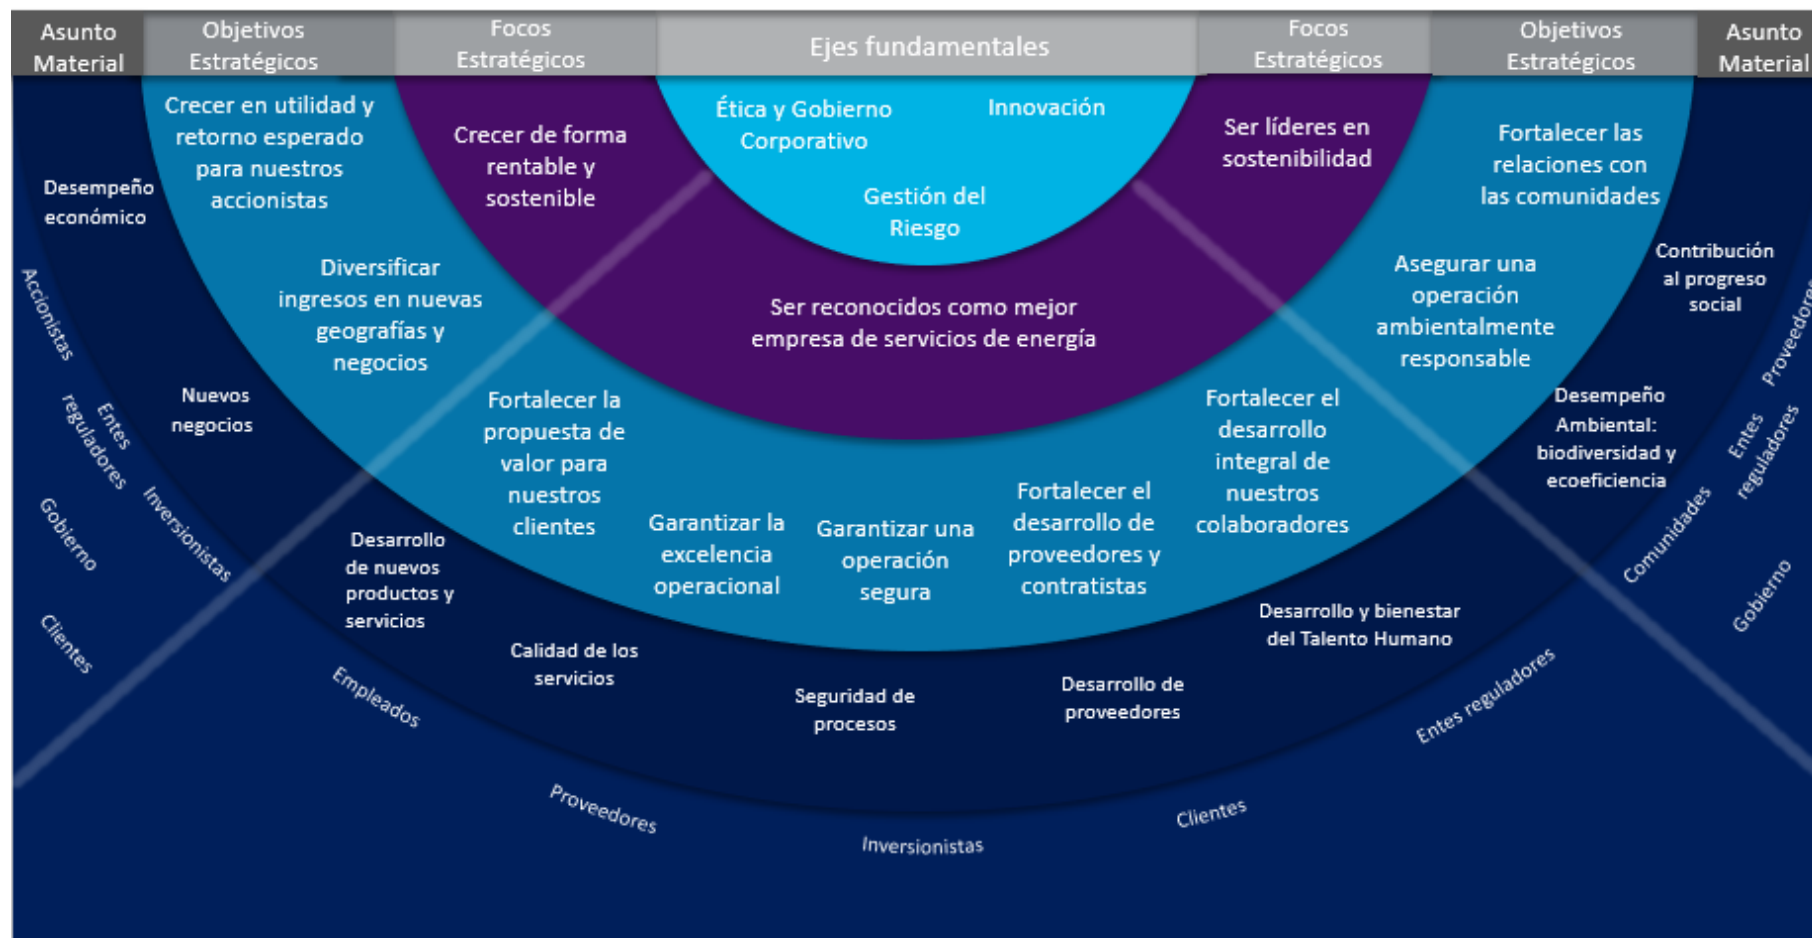 Asunto
Material
Objetivos
Estratégicos
Focos
Estratégicos
Ejes fundamentales
Focos
Estratégicos
Objetivos
Estratégicos
Asunto
Material
Ética y Gobierno
Corporativo
Innovación
Gestión del
Riesgo
Crecer de forma
rentable y
sostenible
Ser reconocidos como mejor
empresa de servicios de energía
Ser líderes en
sostenibilidad
Crecer en utilidad y
retorno esperado
para nuestros
accionistas
Diversificar
ingresos en nuevas
geografías y
negocios
Fortalecer la
propuesta de
valor para
nuestros
clientes
Garantizar la
excelencia
operacional
Garantizar una
operación
segura
Fortalecer el
desarrollo de
proveedores y
contratistas
Fortalecer el
desarrollo
integral de
nuestros
colaboradores
Asegurar una
operación
ambientalmente
responsable
Fortalecer las
relaciones con
las comunidades
Desempeño
económico
Nuevos
negocios
Desarrollo
de nuevos
productos y
servicios
Calidad de los
servicios
Seguridad de
procesos
Desarrollo de
proveedores
Desarrollo y bienestar
del Talento Humano
Desempeño
Ambiental:
biodiversidad y
ecoeficiencia
Contribución
al progreso
social
Accionistas
Entes
reguladores
Inversionistas
Gobierno
Clientes
Empleados
Proveedores
Inversionistas
Clientes
Entes reguladores
Comunidades
Entes
reguladores
Proveedores
Gobierno